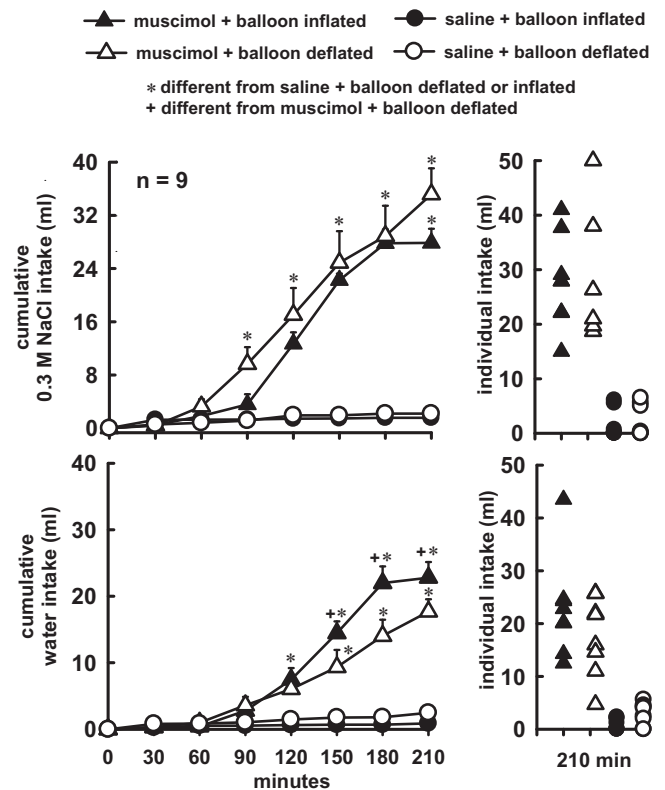 muscimol + balloon inflated
saline + balloon inflated
muscimol + balloon deflated
saline + balloon deflated
* different from saline + balloon deflated or inflated
+ different from muscimol + balloon deflated
cumulative
0.3 M NaCl intake (ml)
40
32
24
16
8
0
n = 9
*
*
*
*
*
*
individual intake (ml)
50
40
30
20
10
0
cumulative
water intake (ml)
40
30
20
10
0
*
+*
*
+*
*
+*
*
0 30 60 90 120 150 180 210
minutes
individual intake (ml)
50
40
30
20
10
0
210 min